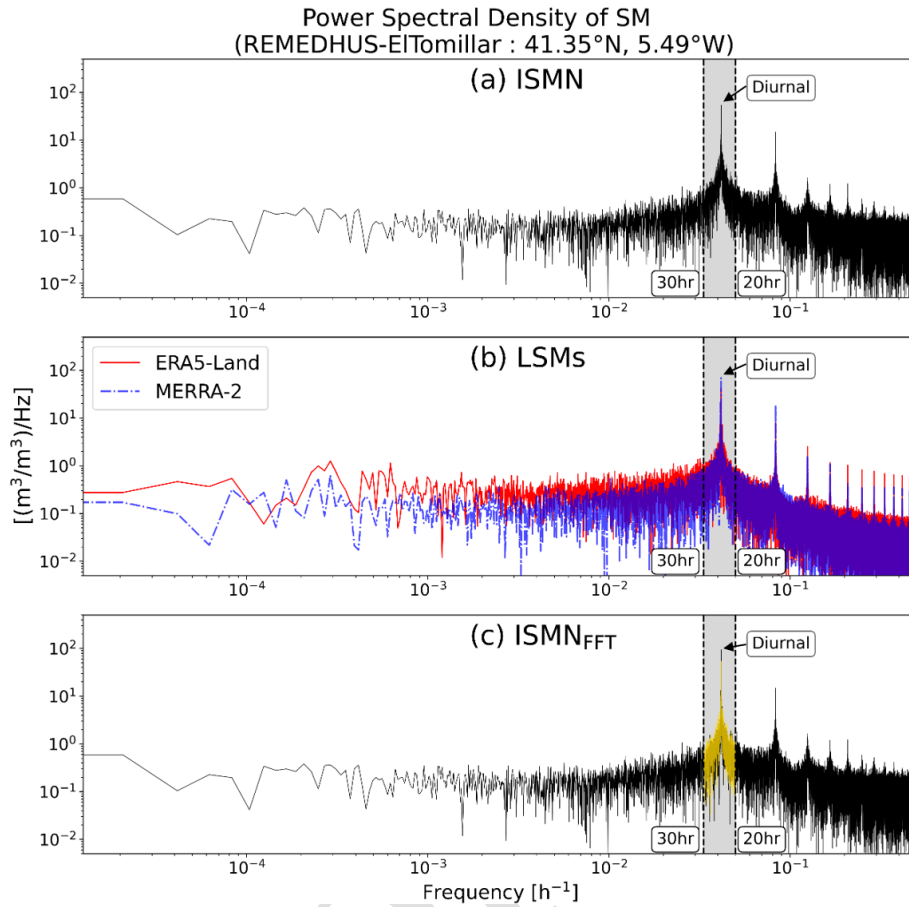 Power Spectral Density of SM
(REMEDHUS-ElTomillar : 41.35°N, 5.49°W)
(a) ISMN
Diurnal
10²
10¹
10⁰
10⁻¹
10⁻²
30hr
20hr
10⁻⁴
10⁻³
10⁻²
10⁻¹
(b) LSMs
ERA5-Land
MERRA-2
Diurnal
[(m³/m³)/Hz]
10²
10¹
10⁰
10⁻¹
10⁻²
30hr
20hr
10⁻⁴
10⁻³
10⁻²
10⁻¹
(c) ISMN_FFT
Diurnal
10²
10¹
10⁰
10⁻¹
10⁻²
30hr
20hr
10⁻⁴
10⁻³
10⁻²
10⁻¹
Frequency [h⁻¹]